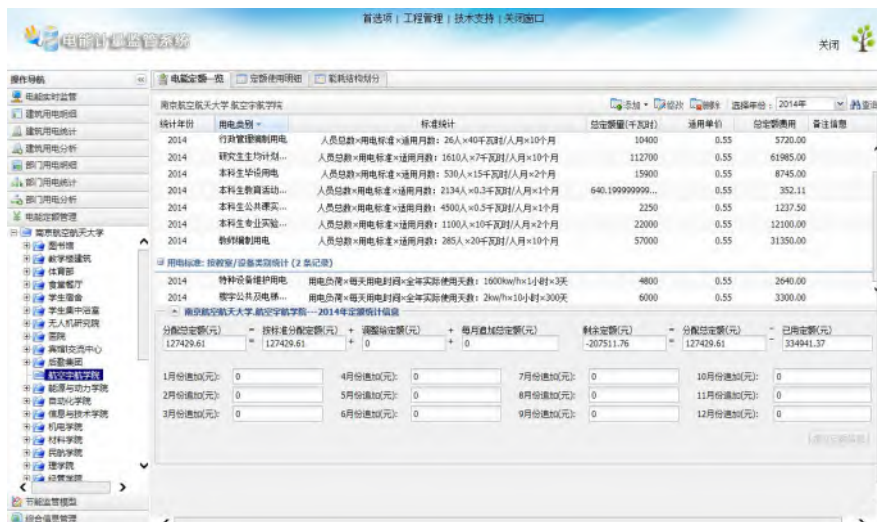 首选项 | 工程管理 | 技术支持 | 关闭窗口
电能计量监管系统
关闭
操作导航
电能定额一览 定额使用明细 能耗结构划分
电能实时监管
建筑用电明细
建筑用电统计
建筑用电分析
部门用电明细
部门用电统计
部门用电分析
电能定额管理
南京航空航天大学
图书馆
教学楼建筑
体育部
食堂餐厅
学生宿舍
学生集中浴室
无人机研究院
医院
宾馆交流中心
后勤集团
航空宇航学院
能源与动力学院
自动化学院
信息与技术学院
机电学院
材料学院
民航学院
理学院
经管学院
节能监管模型
综合信息管理
南京航空航天大学.航空宇航学院
添加 修改 删除 选择年份: 2014年 查询
统计年份 用电类别 标准统计 总定额量(千瓦时) 适用单价 总定额费用 备注信息
2014 行政管理编制用电 人员总数×用电标准×适用月数: 26人×40千瓦时/人月×10个月 10400 0.55 5720.00
2014 研究生生均计划... 人员总数×用电标准×适用月数: 1610人×7千瓦时/人月×10个月 112700 0.55 61985.00
2014 本科生毕设用电 人员总数×用电标准×适用月数: 530人×15千瓦时/人月×2个月 15900 0.55 8745.00
2014 本科生教育活动... 人员总数×用电标准×适用月数: 2134人×0.3千瓦时/人月×1个月 640.199999999... 0.55 352.11
2014 本科生公共课实... 人员总数×用电标准×适用月数: 4500人×0.5千瓦时/人月×1个月 2250 0.55 1237.50
2014 本科生专业实验... 人员总数×用电标准×适用月数: 1100人×10千瓦时/人月×2个月 22000 0.55 12100.00
2014 教师编制用电 人员总数×用电标准×适用月数: 285人×20千瓦时/人月×10个月 57000 0.55 31350.00
用电标准: 按教室/设备类别统计 (2 条记录)
2014 特种设备维护用电 用电负荷×每天用电时间×全年实际使用天数: 1600kw/h×1小时×3天 4800 0.55 2640.00
2014 楼宇公共及电梯... 用电负荷×每天用电时间×全年实际使用天数: 2kw/h×10小时×300天 6000 0.55 3300.00
南京航空航天大学.航空宇航学院---2014年定额统计信息
分配总定额(元) = 按标准分配定额(元) + 调整给定额(元) + 每月追加总定额(元) 剩余定额(元) = 分配总定额(元) - 已用定额(元)
127429.61 = 127429.61 + 0 + 0 -207511.76 = 127429.61 - 334941.37
1月份追加(元): 0 4月份追加(元): 0 7月份追加(元): 0 10月份追加(元): 0
2月份追加(元): 0 5月份追加(元): 0 8月份追加(元): 0 11月份追加(元): 0
3月份追加(元): 0 6月份追加(元): 0 9月份追加(元): 0 12月份追加(元): 0